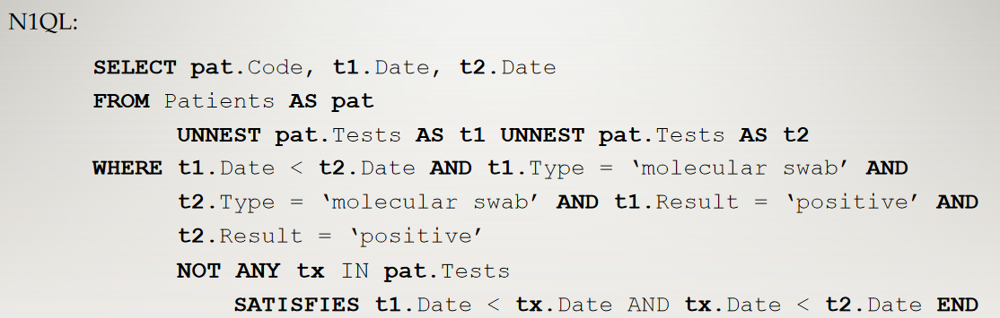 N1QL:
SELECT pat.Code, t1.Date, t2.Date
FROM Patients AS pat
UNNEST pat.Tests AS t1 UNNEST pat.Tests AS t2
WHERE t1.Date < t2.Date AND t1.Type = ‘molecular swab’ AND
t2.Type = ‘molecular swab’ AND t1.Result = ‘positive’ AND
t2.Result = ‘positive’
NOT ANY tx IN pat.Tests
SATISFIES t1.Date < tx.Date AND tx.Date < t2.Date END